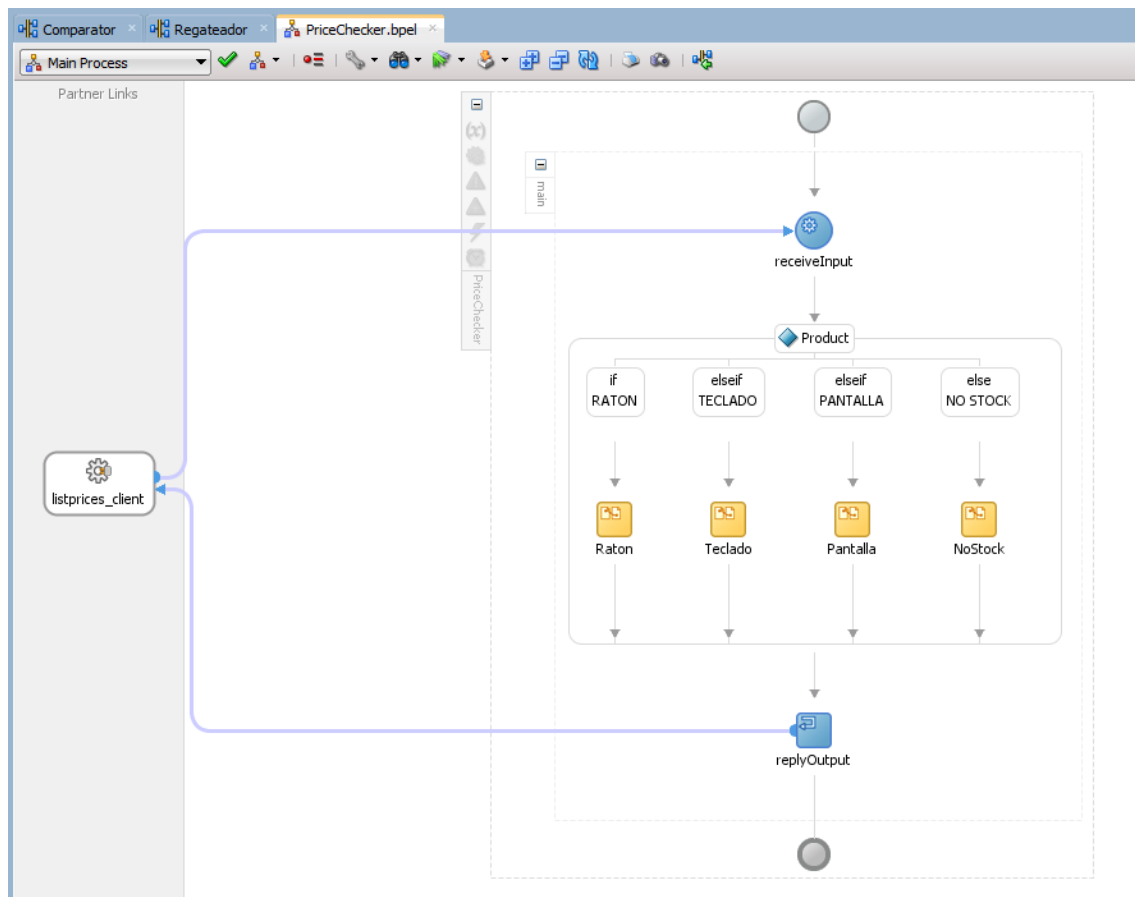 Comparator
Regateador
PriceChecker.bpel
Main Process
Partner Links
(x)
main
receiveInput
PriceChecker
Product
if
RATON
elseif
TECLADO
elseif
PANTALLA
else
NO STOCK
listprices_client
Raton
Teclado
Pantalla
NoStock
replyOutput